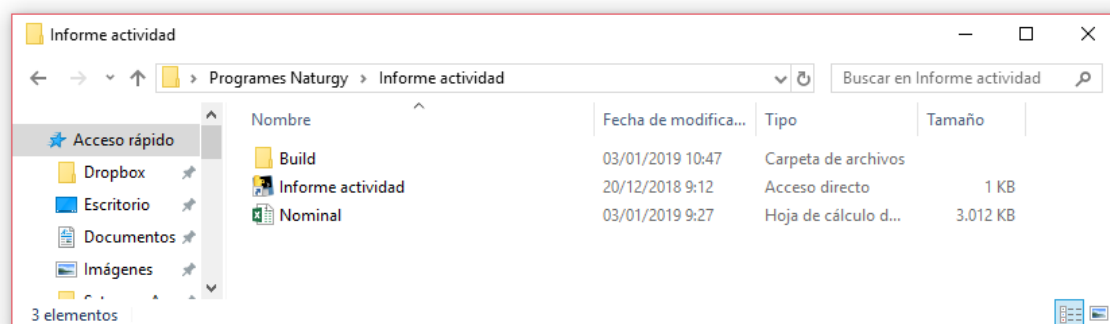 Informe actividad
Programes Naturgy > Informe actividad
Buscar en Informe actividad
Nombre Fecha de modifica... Tipo Tamaño
Acceso rápido
Dropbox
Escritorio
Documentos
Imágenes
Build 03/01/2019 10:47 Carpeta de archivos
Informe actividad 20/12/2018 9:12 Acceso directo 1 KB
Nominal 03/01/2019 9:27 Hoja de cálculo d... 3.012 KB
3 elementos